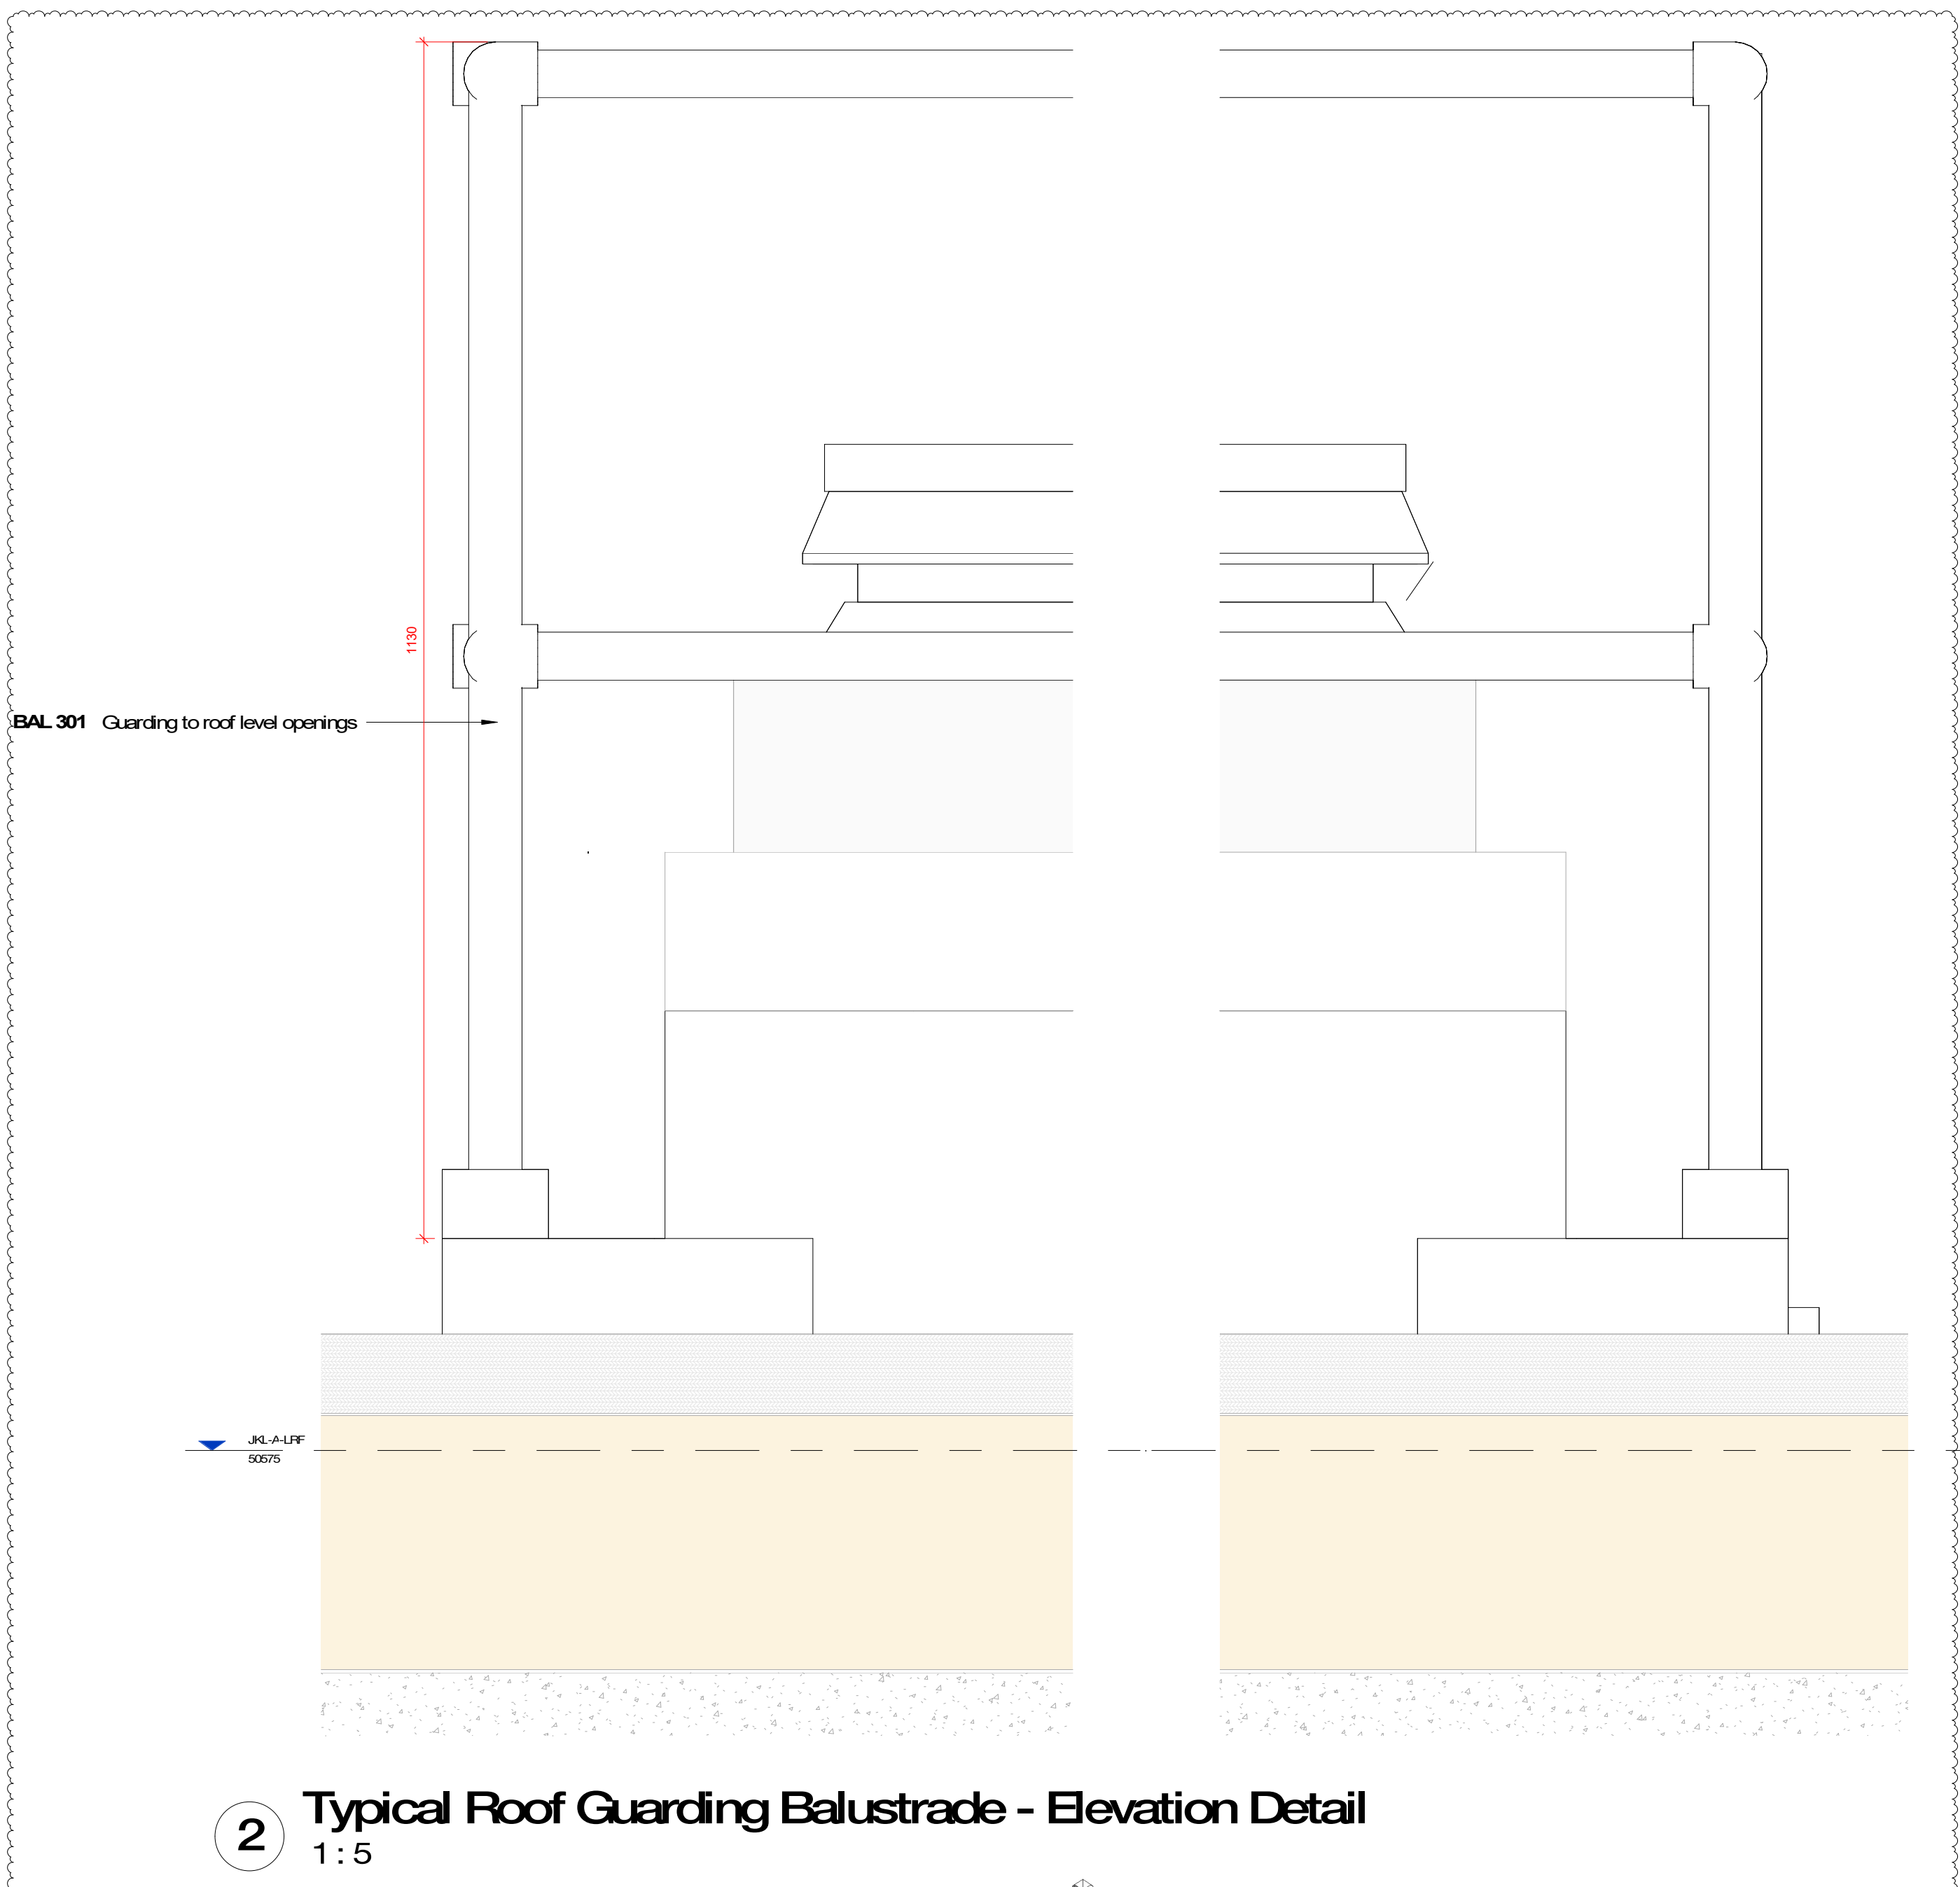 1130
BAL 301 Guarding to roof level openings
JKL-A-LRF
50575
2
Typical Roof Guarding Balustrade - Elevation Detail
1 : 5